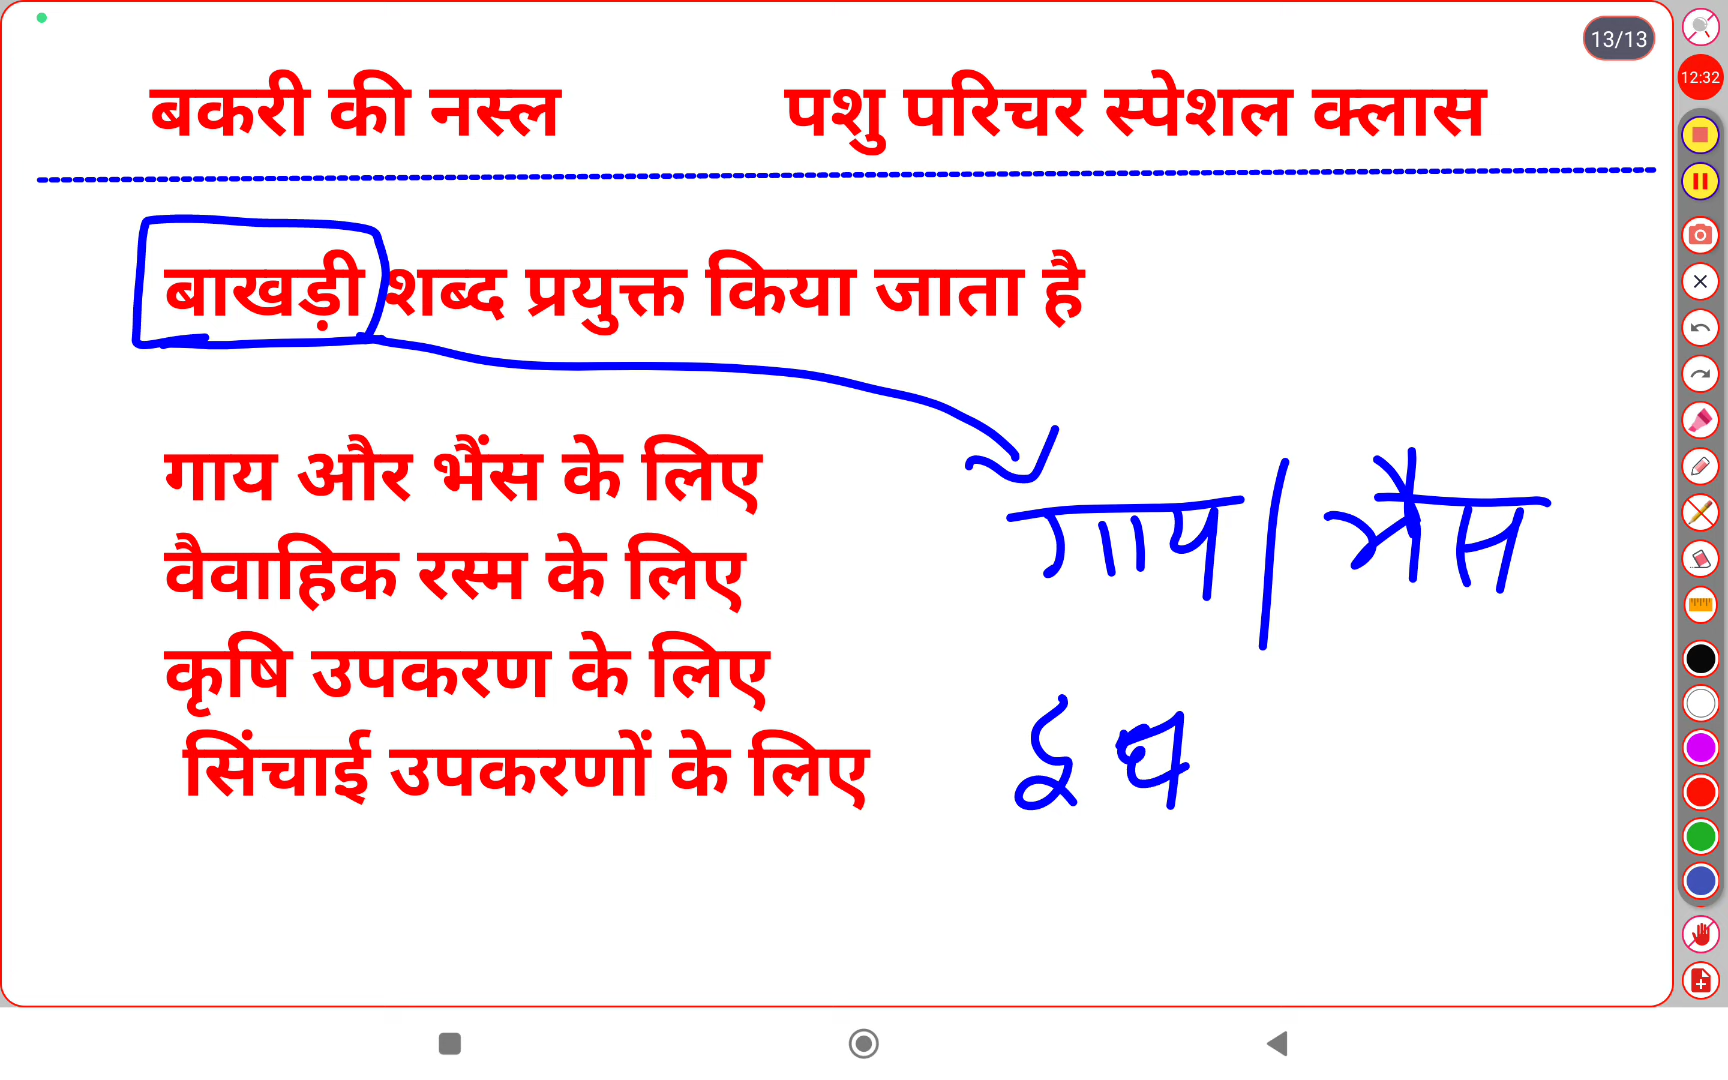 13/13
12:32
बकरी की नस्ल पशु परिचर स्पेशल क्लास
बाखड़ी शब्द प्रयुक्त किया जाता है
गाय और भैंस के लिए
वैवाहिक रस्म के लिए
कृषि उपकरण के लिए
सिंचाई उपकरणों के लिए
गाय | भैस
दूध